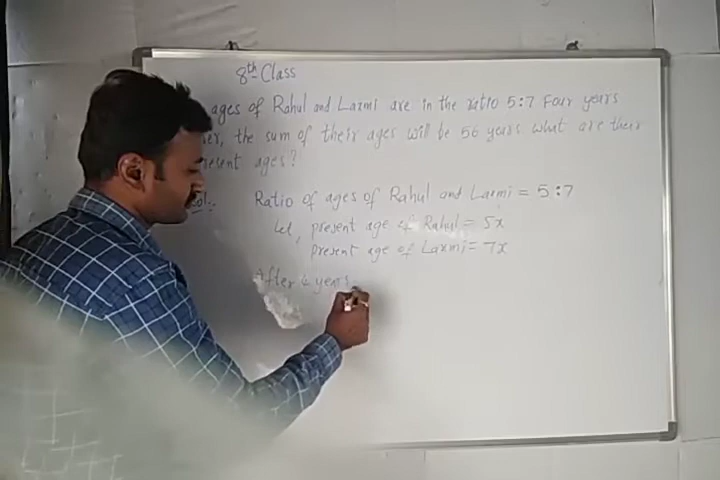 8th Class
ages of Rahul and Laxmi are in the ratio 5:7 Four years
the sum of their ages will be 56 years what are their
ages?
Sol:. Ratio of ages of Rahul and Laxmi = 5:7
Let, present age of Rahul = 5x
present age of Laxmi = 7x
After 4 years